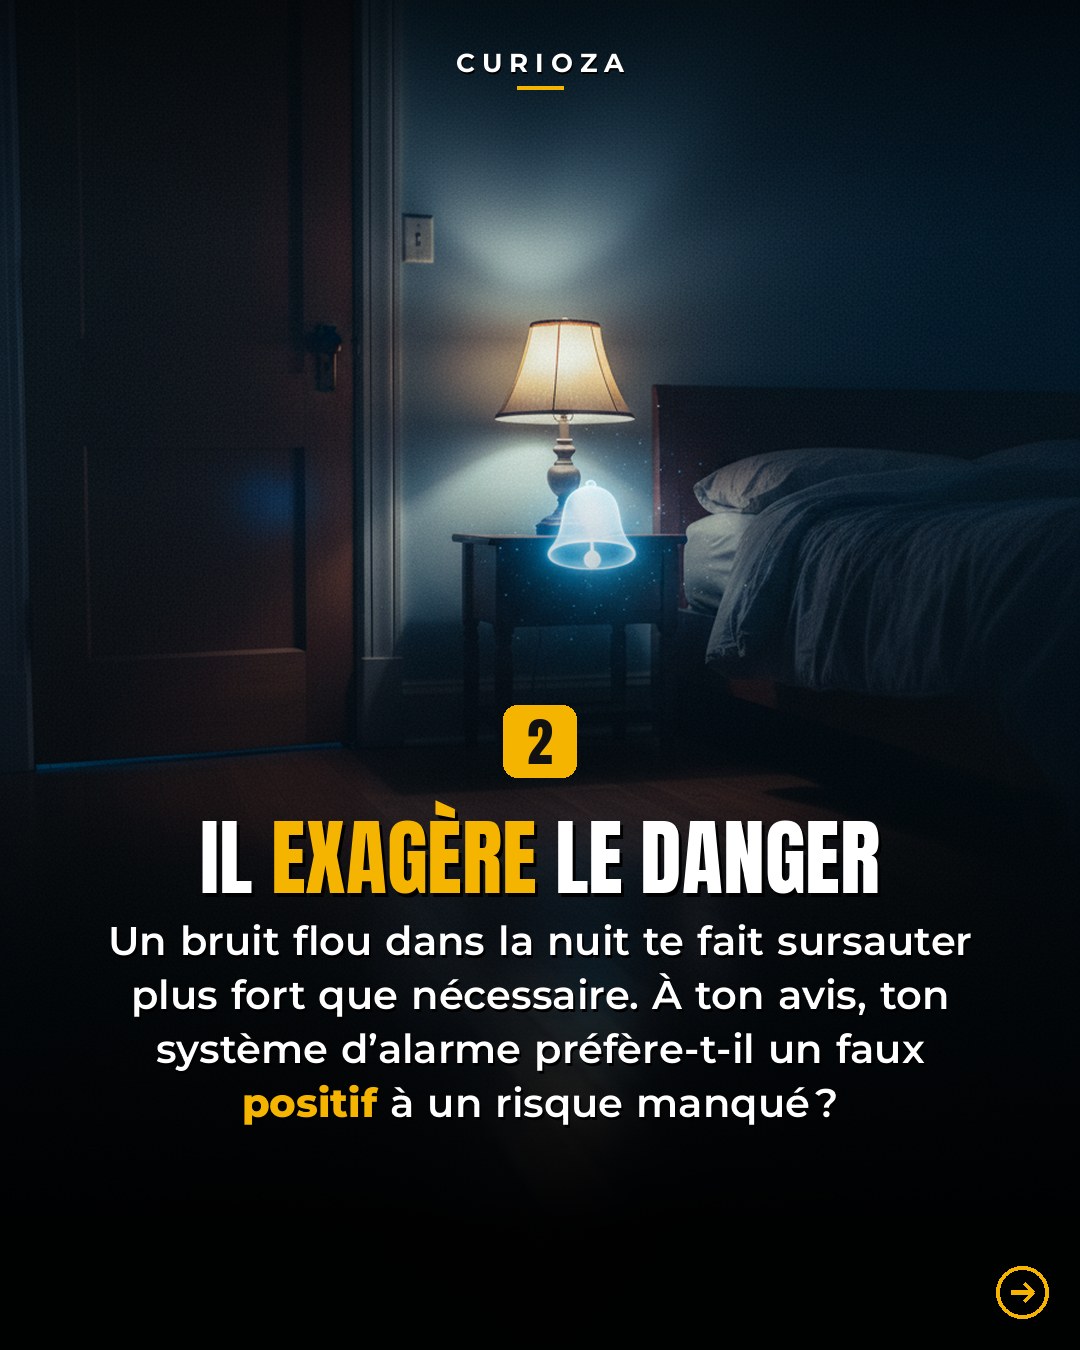 CURIOZA
2
IL EXAGÈRE LE DANGER
Un bruit flou dans la nuit te fait sursauter
plus fort que nécessaire. À ton avis, ton
système d’alarme préfère-t-il un faux
positif à un risque manqué ?